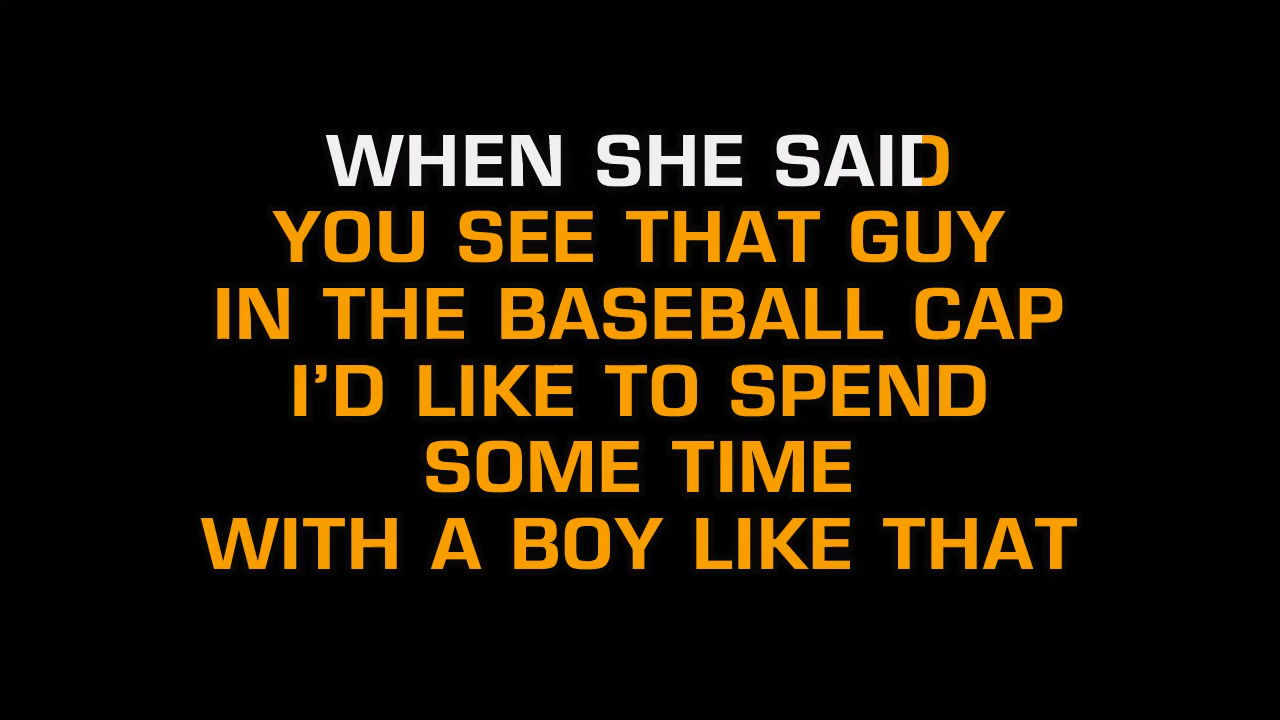 WHEN SHE SAID
YOU SEE THAT GUY
IN THE BASEBALL CAP
I’D LIKE TO SPEND
SOME TIME
WITH A BOY LIKE THAT